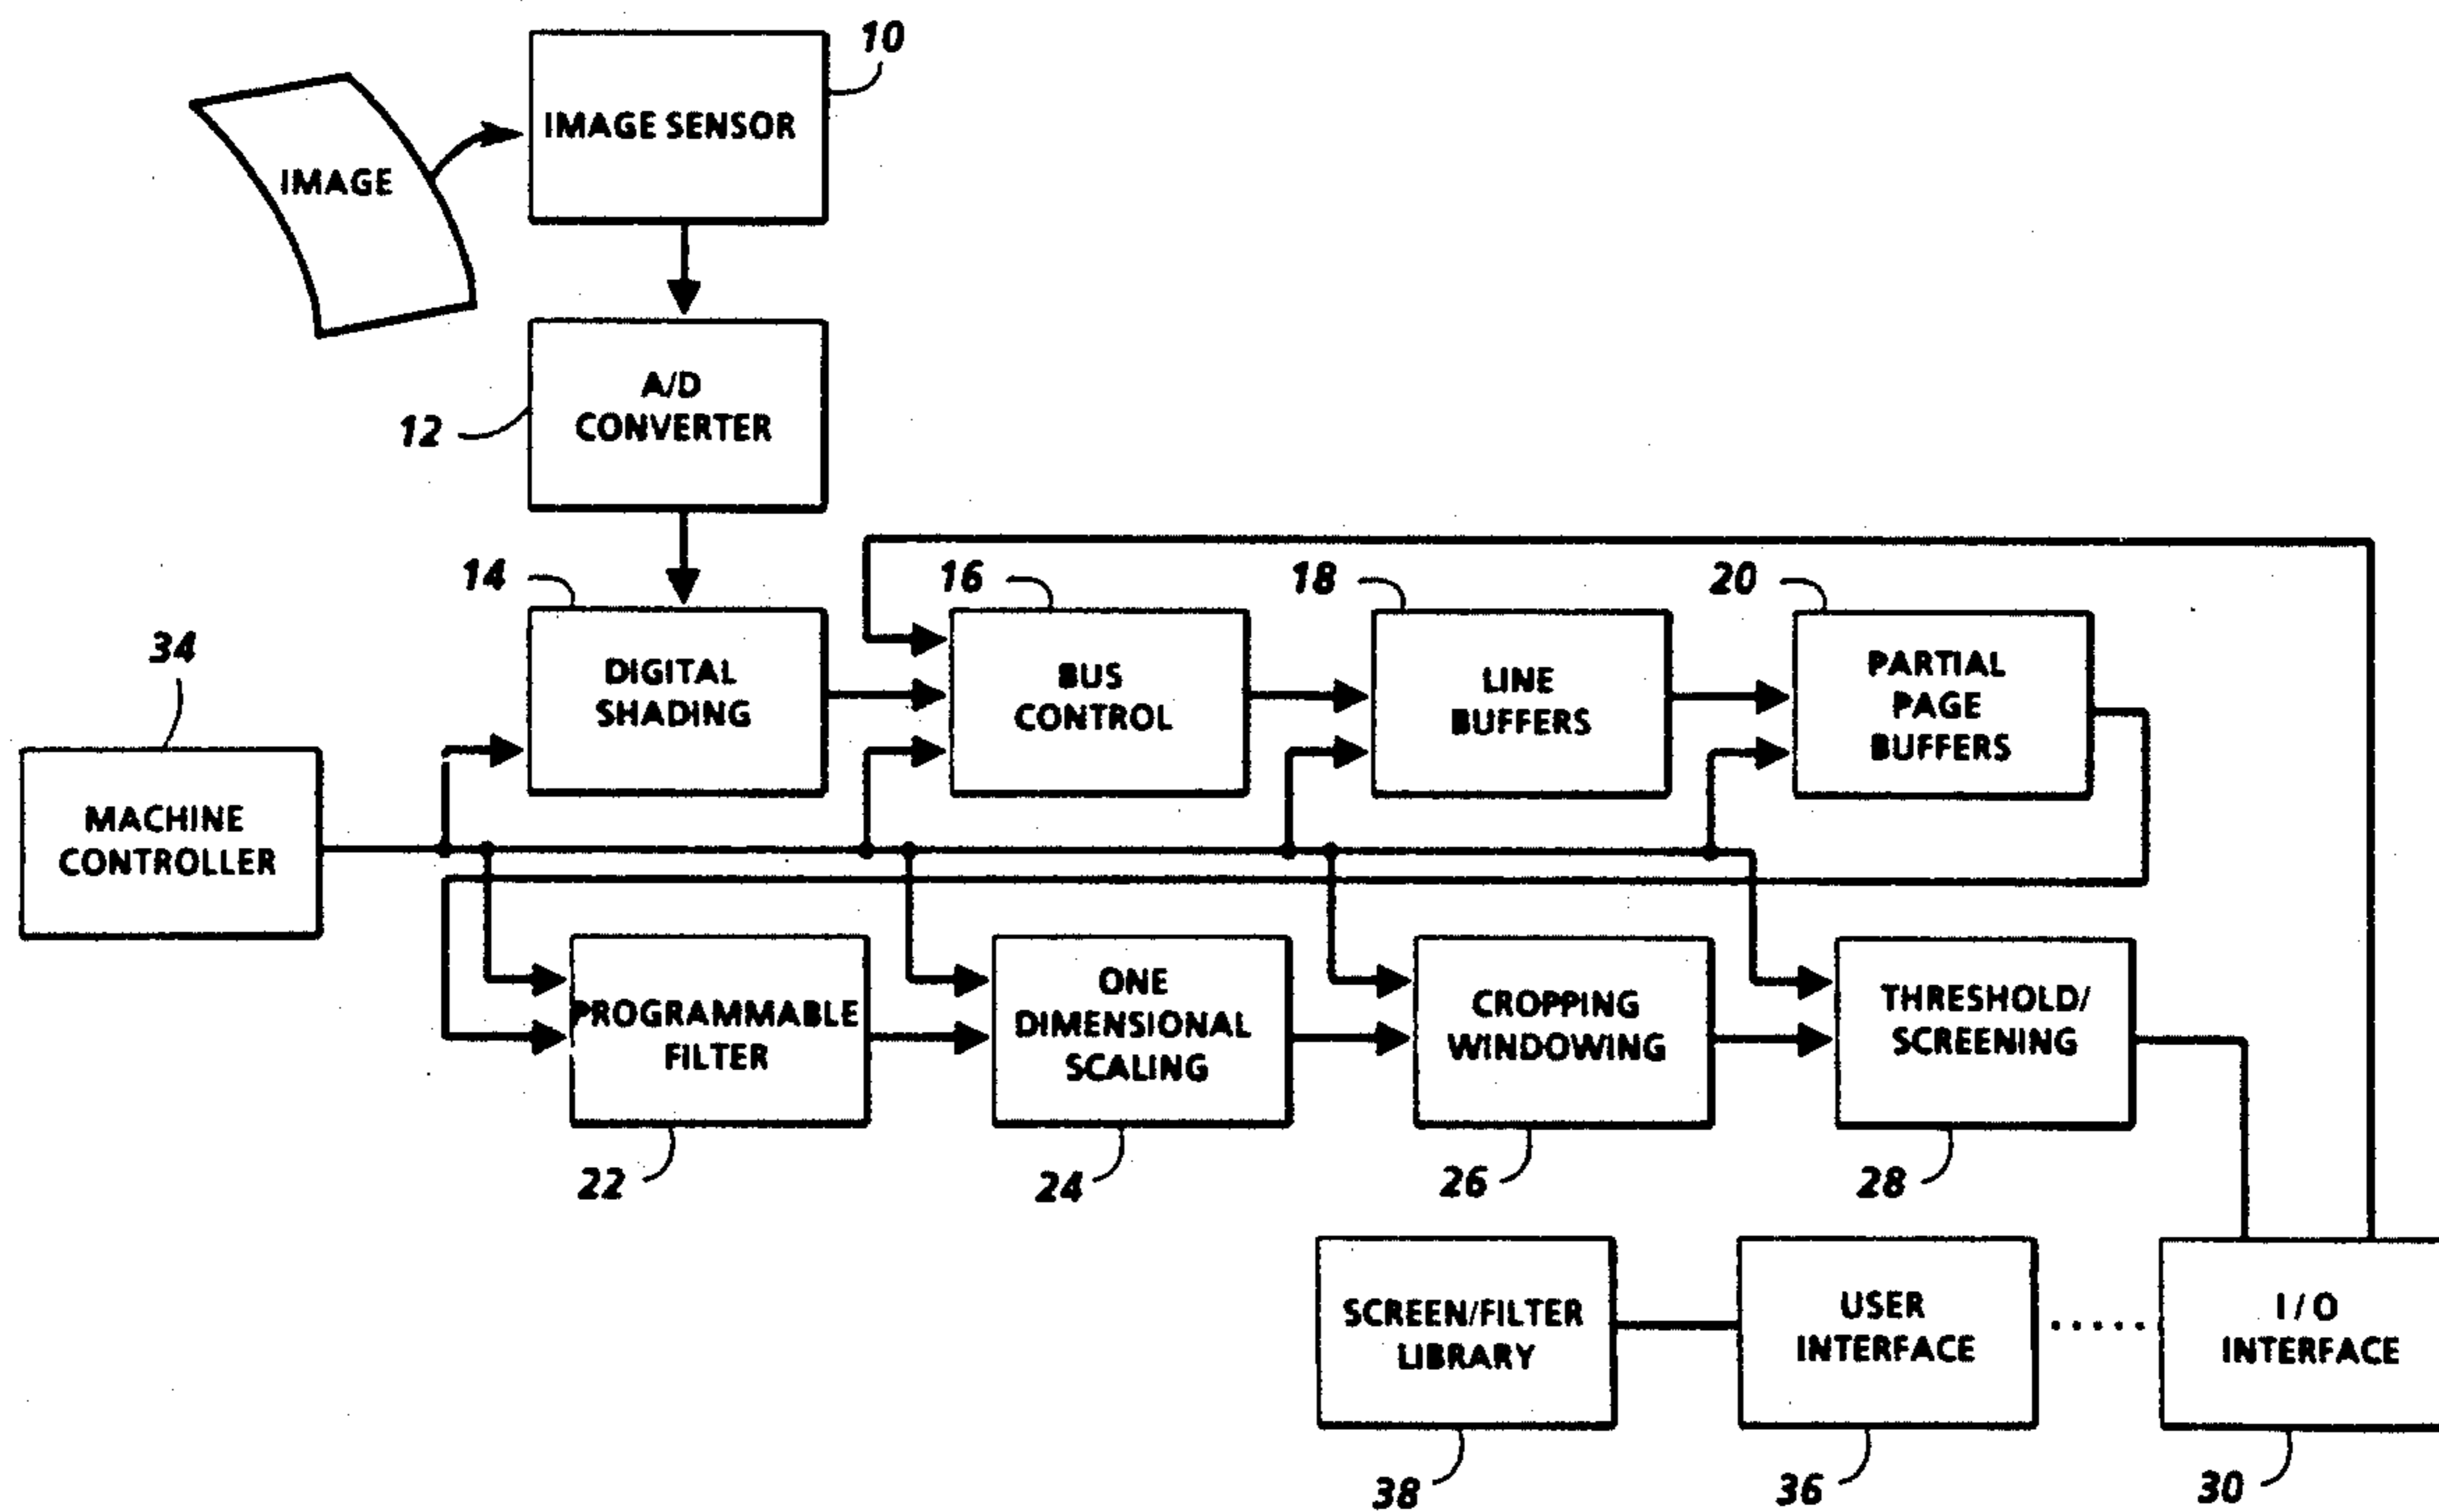 10
IMAGE SENSOR
IMAGE
A/D
CONVERTER
12
14
16
18
20
34
DIGITAL
SHADING
BUS
CONTROL
LINE
BUFFERS
PARTIAL
PAGE
BUFFERS
MACHINE
CONTROLLER
PROGRAMMABLE
FILTER
ONE
DIMENSIONAL
SCALING
CROPPING
WINDOWING
THRESHOLD/
SCREENING
22
24
26
28
SCREEN/FILTER
LIBRARY
USER
INTERFACE
I/O
INTERFACE
38
36
30